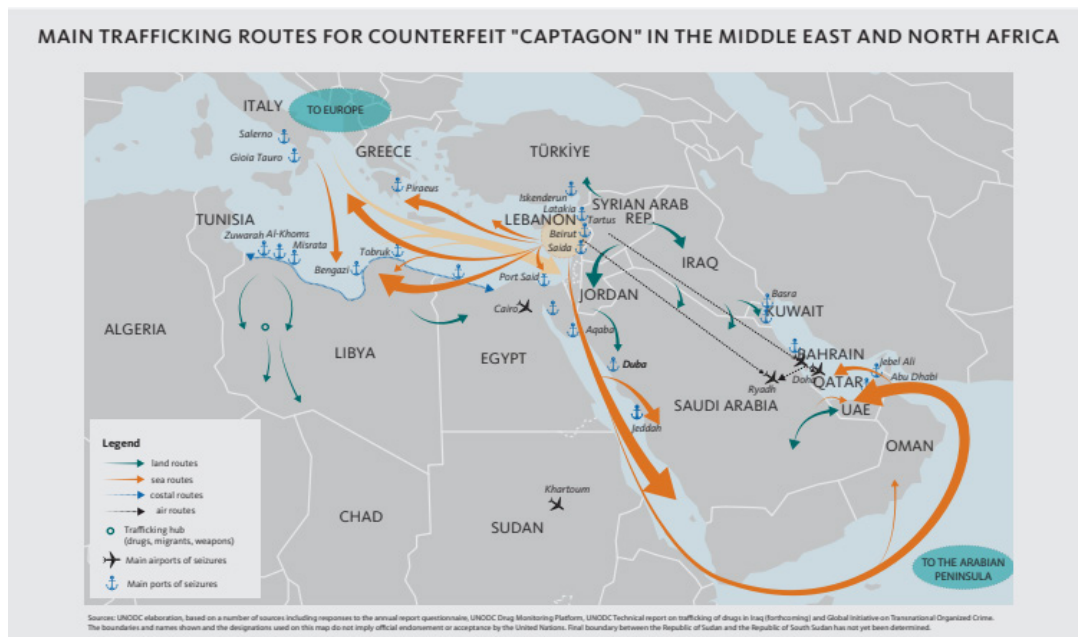 MAIN TRAFFICKING ROUTES FOR COUNTERFEIT "CAPTAGON" IN THE MIDDLE EAST AND NORTH AFRICA
ITALY
TO EUROPE
Salerno
Gioia Tauro
GREECE
TÜRKİYE
Piraeus
Iskenderun
Latakia
SYRIAN ARAB
REP.
TUNISIA
LEBANON
Tartus
Zuwarah
Al-Khoms
Misrata
Beirut
Saida
Tobruk
Bengazi
Port Said
IRAQ
JORDAN
Basra
KUWAIT
Cairo
ALGERIA
LIBYA
EGYPT
Aqaba
Duba
BAHRAIN
Jebel Ali
Doha
QATAR
Abu Dhabi
Ryadh
SAUDI ARABIA
UAE
Jeddah
OMAN
Legend
land routes
sea routes
costal routes
air routes
Trafficking hub
(drugs, migrants, weapons)
Main airports of seizures
Main ports of seizures
Khartoum
CHAD
SUDAN
TO THE ARABIAN
PENINSULA
Sources: UNODC elaboration, based on a number of sources including responses to the annual report questionnaire, UNODC Drug Monitoring Platform, UNODC Technical report on trafficking of drugs in Iraq (forthcoming) and Global Initiative on Transnational Organized Crime.
The boundaries and names shown and the designations used on this map do not imply official endorsement or acceptance by the United Nations. Final boundary between the Republic of Sudan and the Republic of South Sudan has not yet been determined.